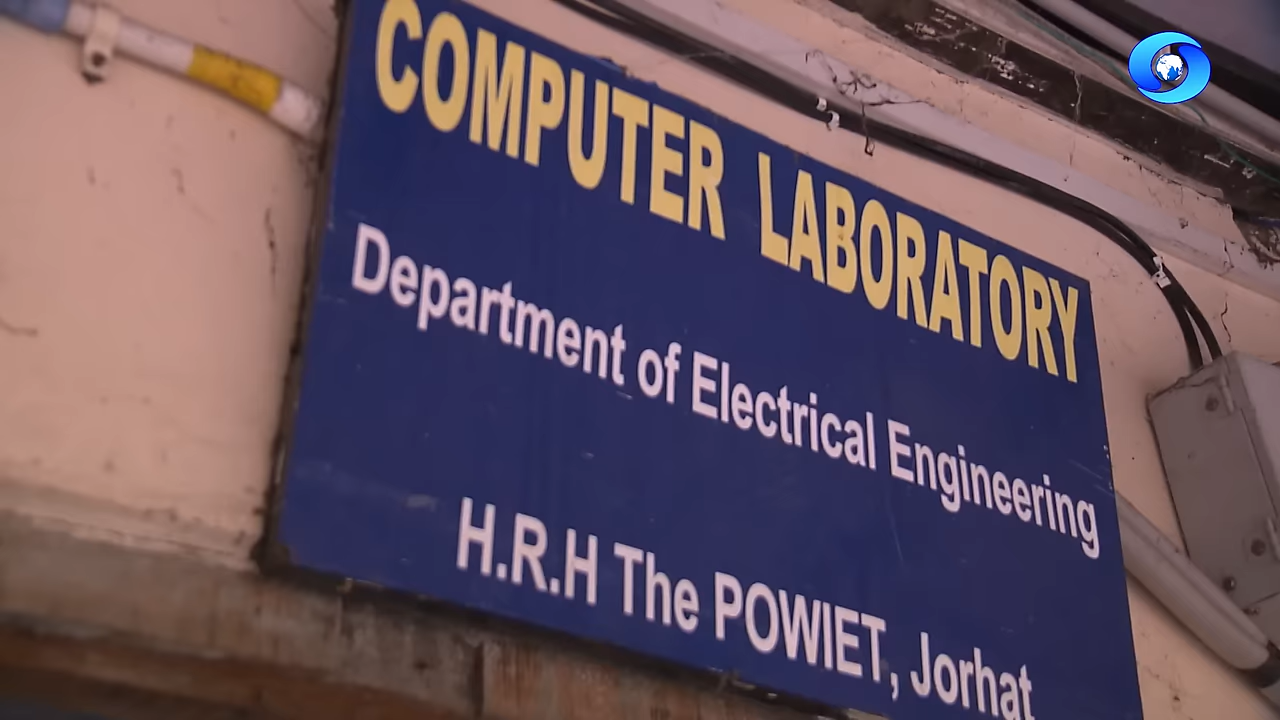 COMPUTER LABORATORY
Department of Electrical Engineering
H.R.H The POWIET, Jorhat